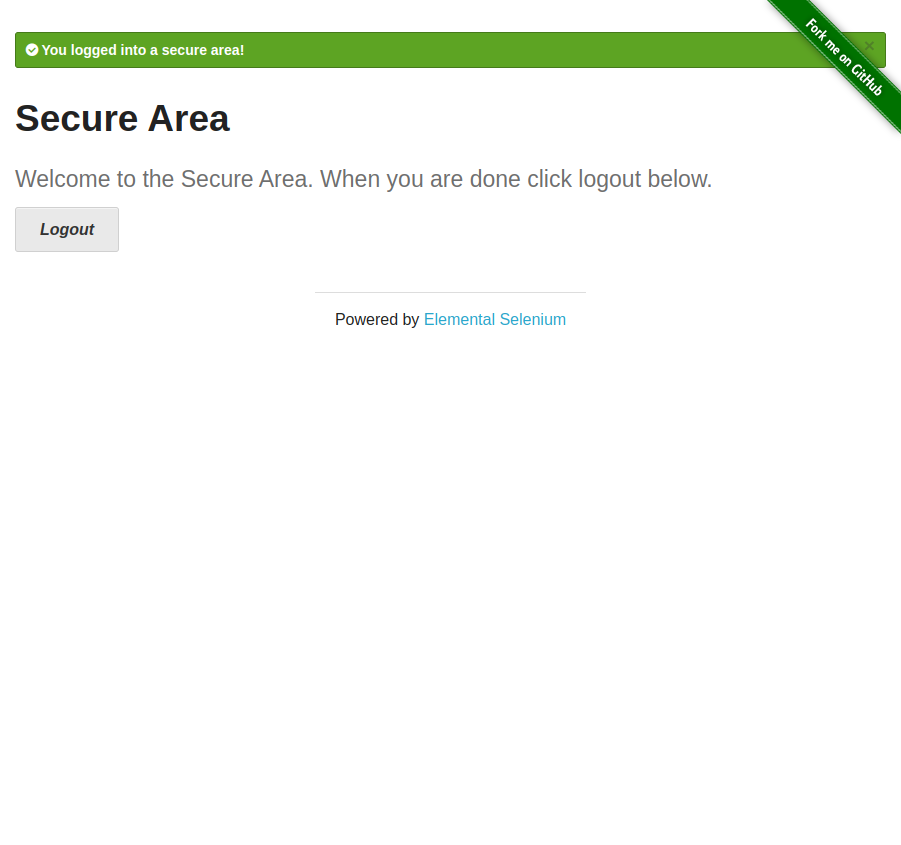 You logged into a secure area!
×
Fork me on GitHub
Secure Area
Welcome to the Secure Area. When you are done click logout below.
Logout
Powered by Elemental Selenium